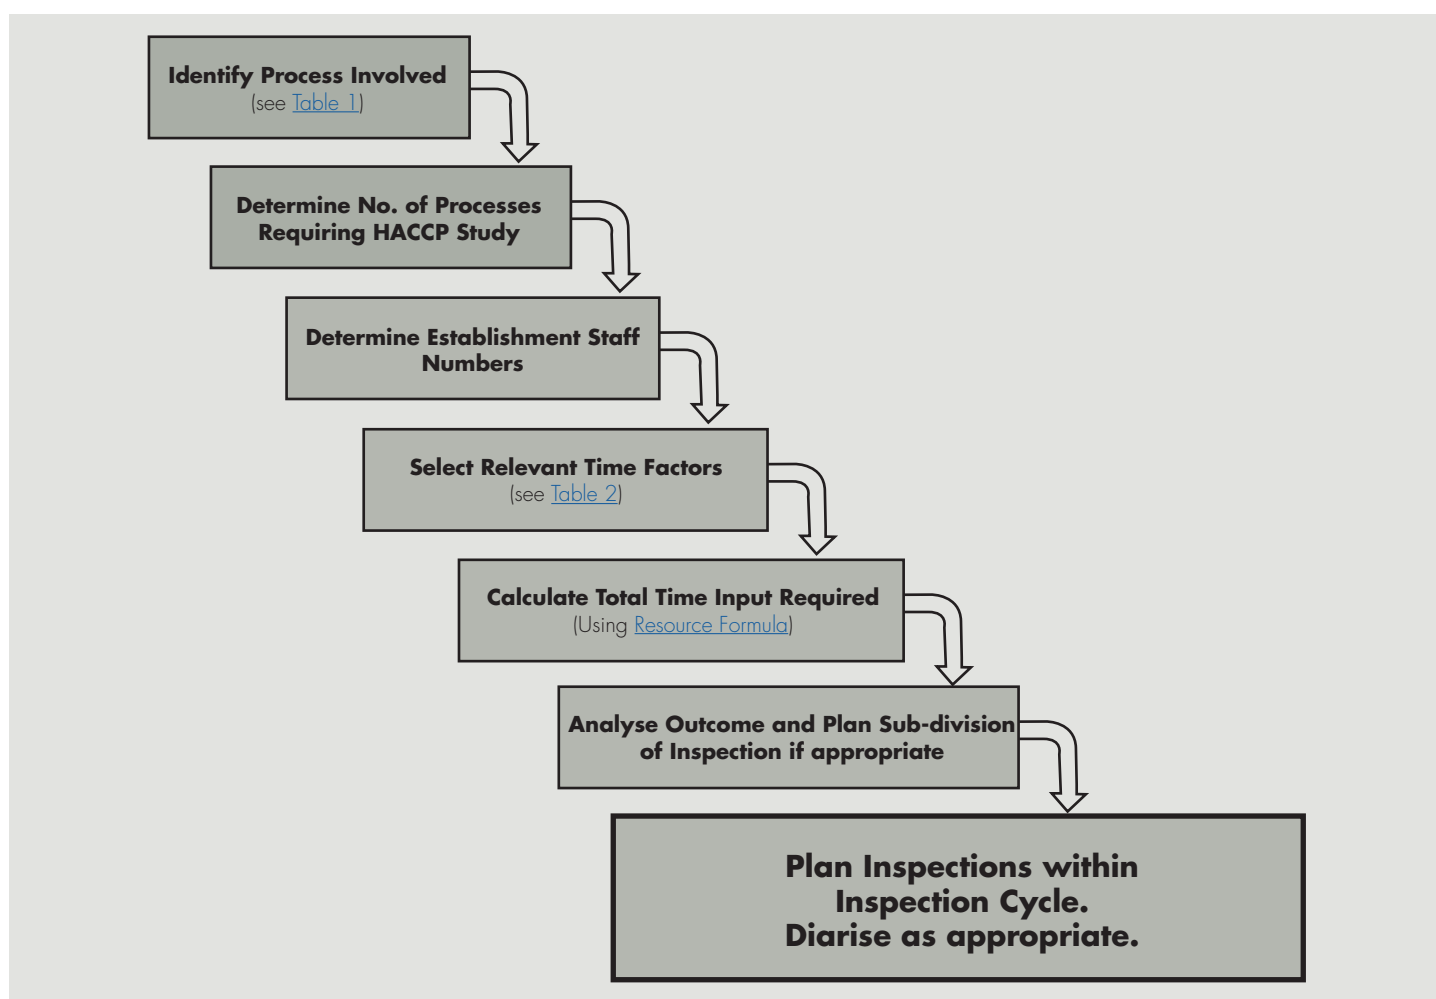 Identify Process Involved
(see Table 1)
Determine No. of Processes
Requiring HACCP Study
Determine Establishment Staff
Numbers
Select Relevant Time Factors
(see Table 2)
Calculate Total Time Input Required
(Using Resource Formula)
Analyse Outcome and Plan Sub-division
of Inspection if appropriate
Plan Inspections within
Inspection Cycle.
Diarise as appropriate.